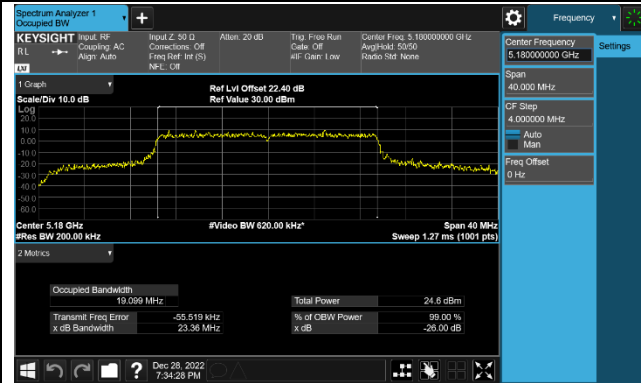 Spectrum Analyzer 1
Occupied BW
Frequency
KEYSIGHT
RL
LXI
Input: RF
Coupling: AC
Align: Auto
Input Z: 50 Ω
Corrections: Off
Freq Ref: Int (S)
NFE: Off
Atten: 20 dB
Trig: Free Run
Gate: Off
#IF Gain: Low
Center Freq: 5.180000000 GHz
Avg|Hold: 50/50
Radio Std: None
Center Frequency
5.180000000 GHz
Settings
Span
40.000 MHz
CF Step
4.000000 MHz
Auto
Man
Freq Offset
0 Hz
1 Graph
Scale/Div 10.0 dB
Ref Lvl Offset 22.40 dB
Ref Value 30.00 dBm
Log
20.0
10.0
0.00
-10.0
-20.0
-30.0
-40.0
-50.0
-60.0
Center 5.18 GHz
#Res BW 200.00 kHz
#Video BW 620.00 kHz*
Span 40 MHz
Sweep 1.27 ms (1001 pts)
2 Metrics
Occupied Bandwidth
19.099 MHz
Total Power 24.6 dBm
Transmit Freq Error -55.519 kHz
% of OBW Power 99.00 %
x dB Bandwidth 23.36 MHz
x dB -26.00 dB
Dec 28, 2022
7:34:28 PM